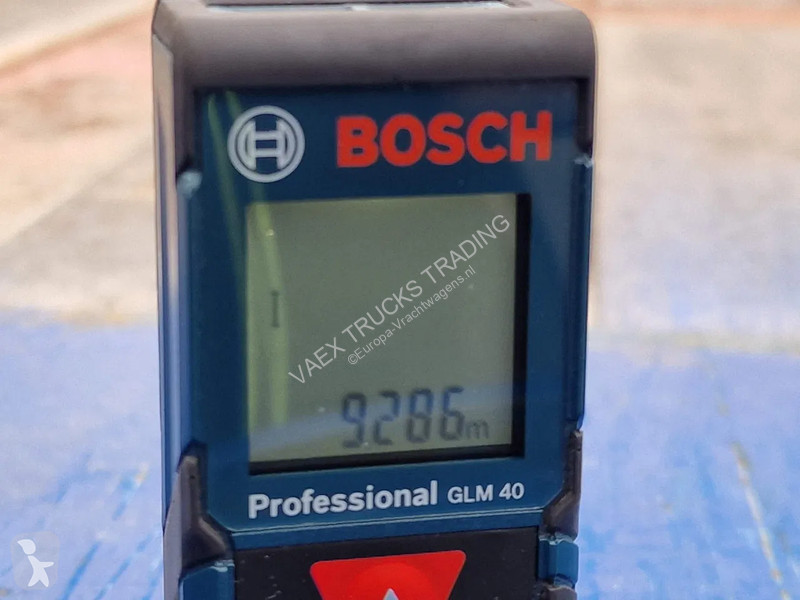 BOSCH
VAEX TRUCKS TRADING
©Europa-Vrachtwagens.nl
9.286m
Professional GLM 40